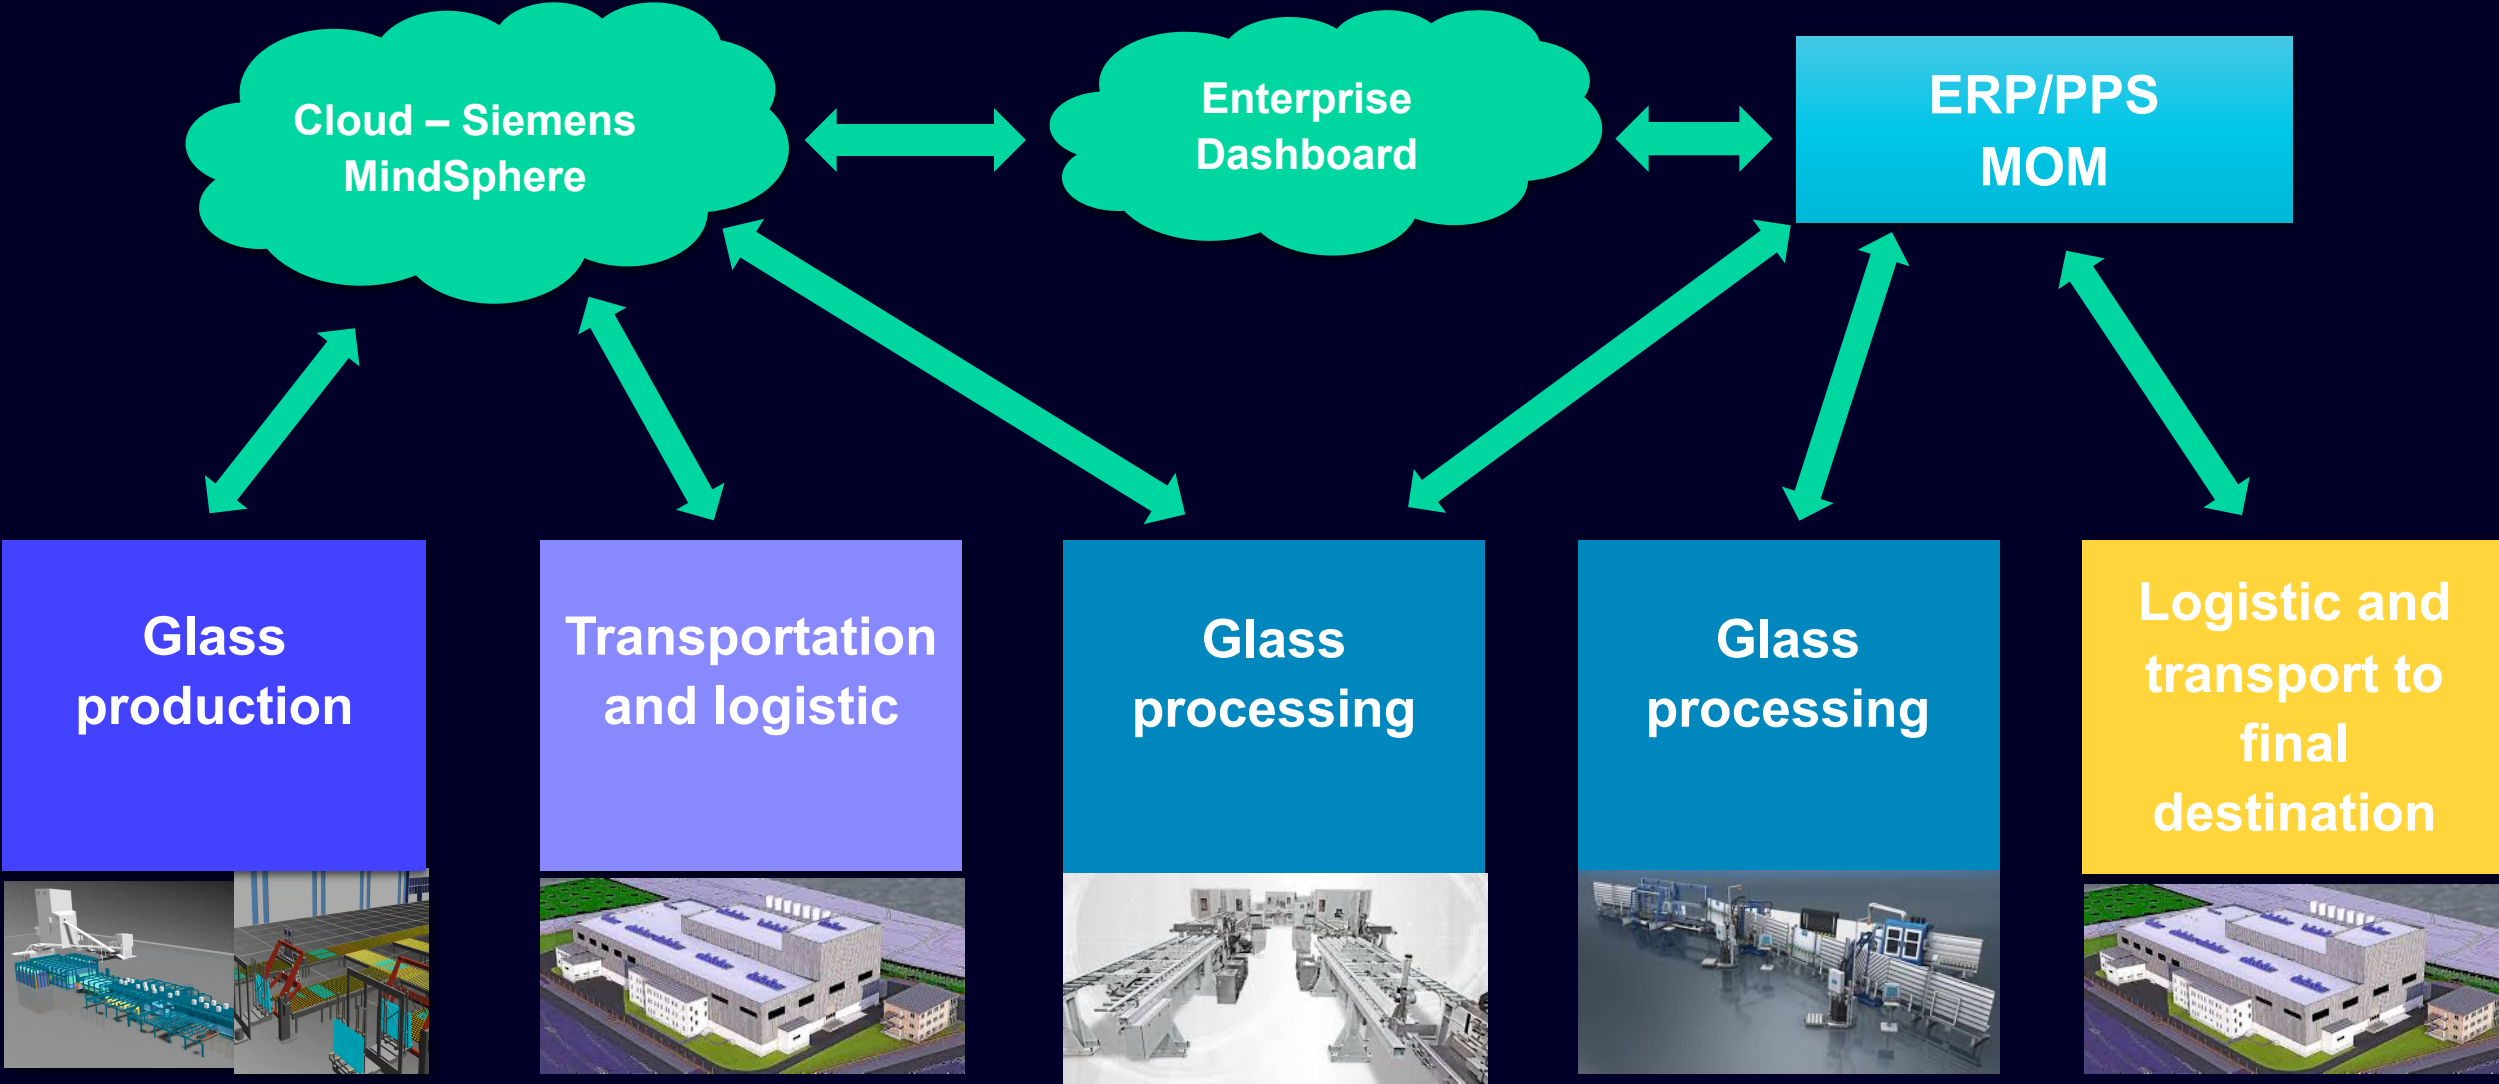 Cloud – Siemens
MindSphere
Enterprise
Dashboard
ERP/PPS
MOM
Glass
production
Transportation
and logistic
Glass
processing
Glass
processing
Logistic and
transport to
final
destination